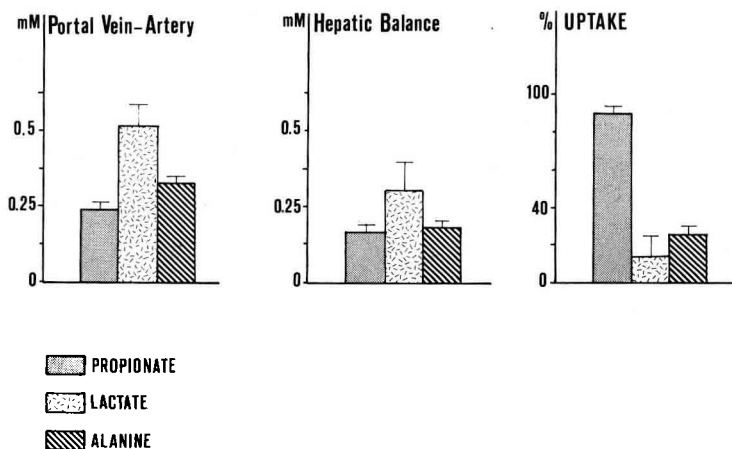 mM Portal Vein-Artery
0.5
0.25
0
mM Hepatic Balance
0.5
0.25
0
% UPTAKE
100
40
0
PROPIONATE
LACTATE
ALANINE